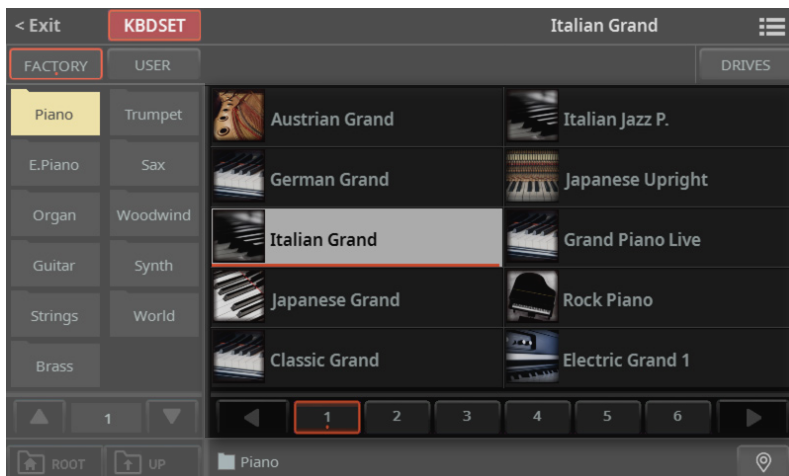 < Exit KBDSET Italian Grand
FACTORY USER DRIVES
Piano Trumpet
E.Piano Sax
Organ Woodwind
Guitar Synth
Strings World
Brass
1
Austrian Grand Italian Jazz P.
German Grand Japanese Upright
Italian Grand Grand Piano Live
Japanese Grand Rock Piano
Classic Grand Electric Grand 1
1 2 3 4 5 6
ROOT UP Piano